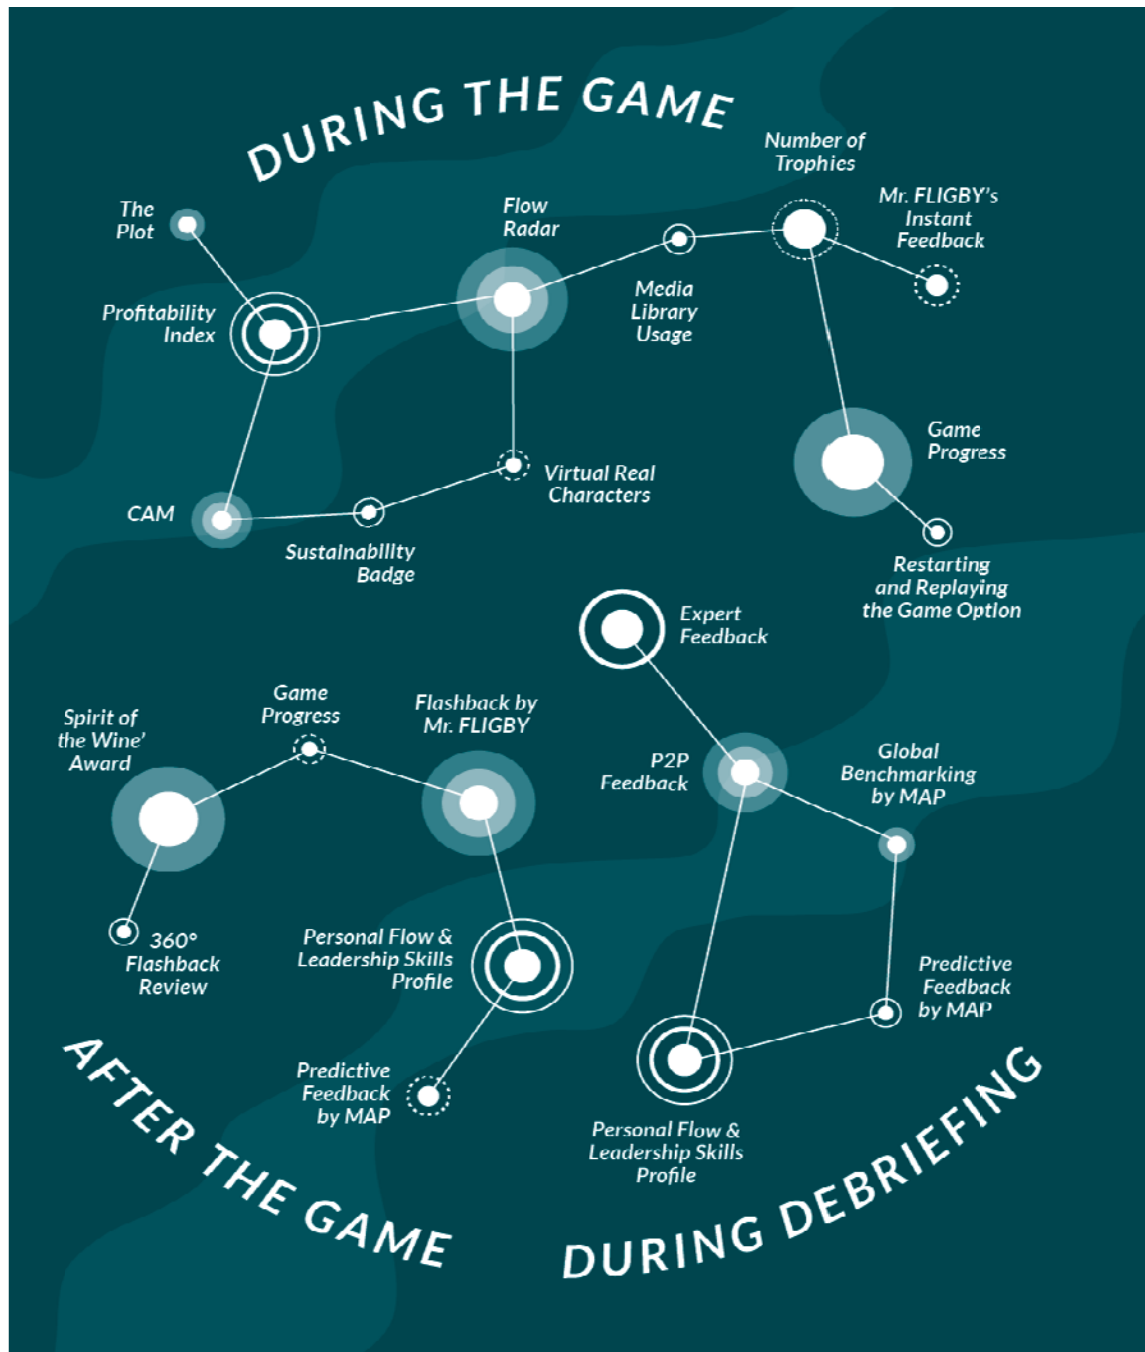 DURING THE GAME
Number of
Trophies
The
Plot
Flow
Radar
Mr. FLIGBY's
Instant
Feedback
Profitability
Index
Media
Library
Usage
Game
Progress
Virtual Real
Characters
CAM
Sustainability
Badge
Restarting
and Replaying
the Game Option
Expert
Feedback
Spirit of
the Wine'
Award
Game
Progress
Flashback by
Mr. FLIGBY
P2P
Feedback
Global
Benchmarking
by MAP
360°
Flashback
Review
Personal Flow &
Leadership Skills
Profile
Predictive
Feedback
by MAP
Predictive
Feedback
by MAP
Personal Flow &
Leadership Skills
Profile
AFTER THE GAME
DURING DEBRIEFING